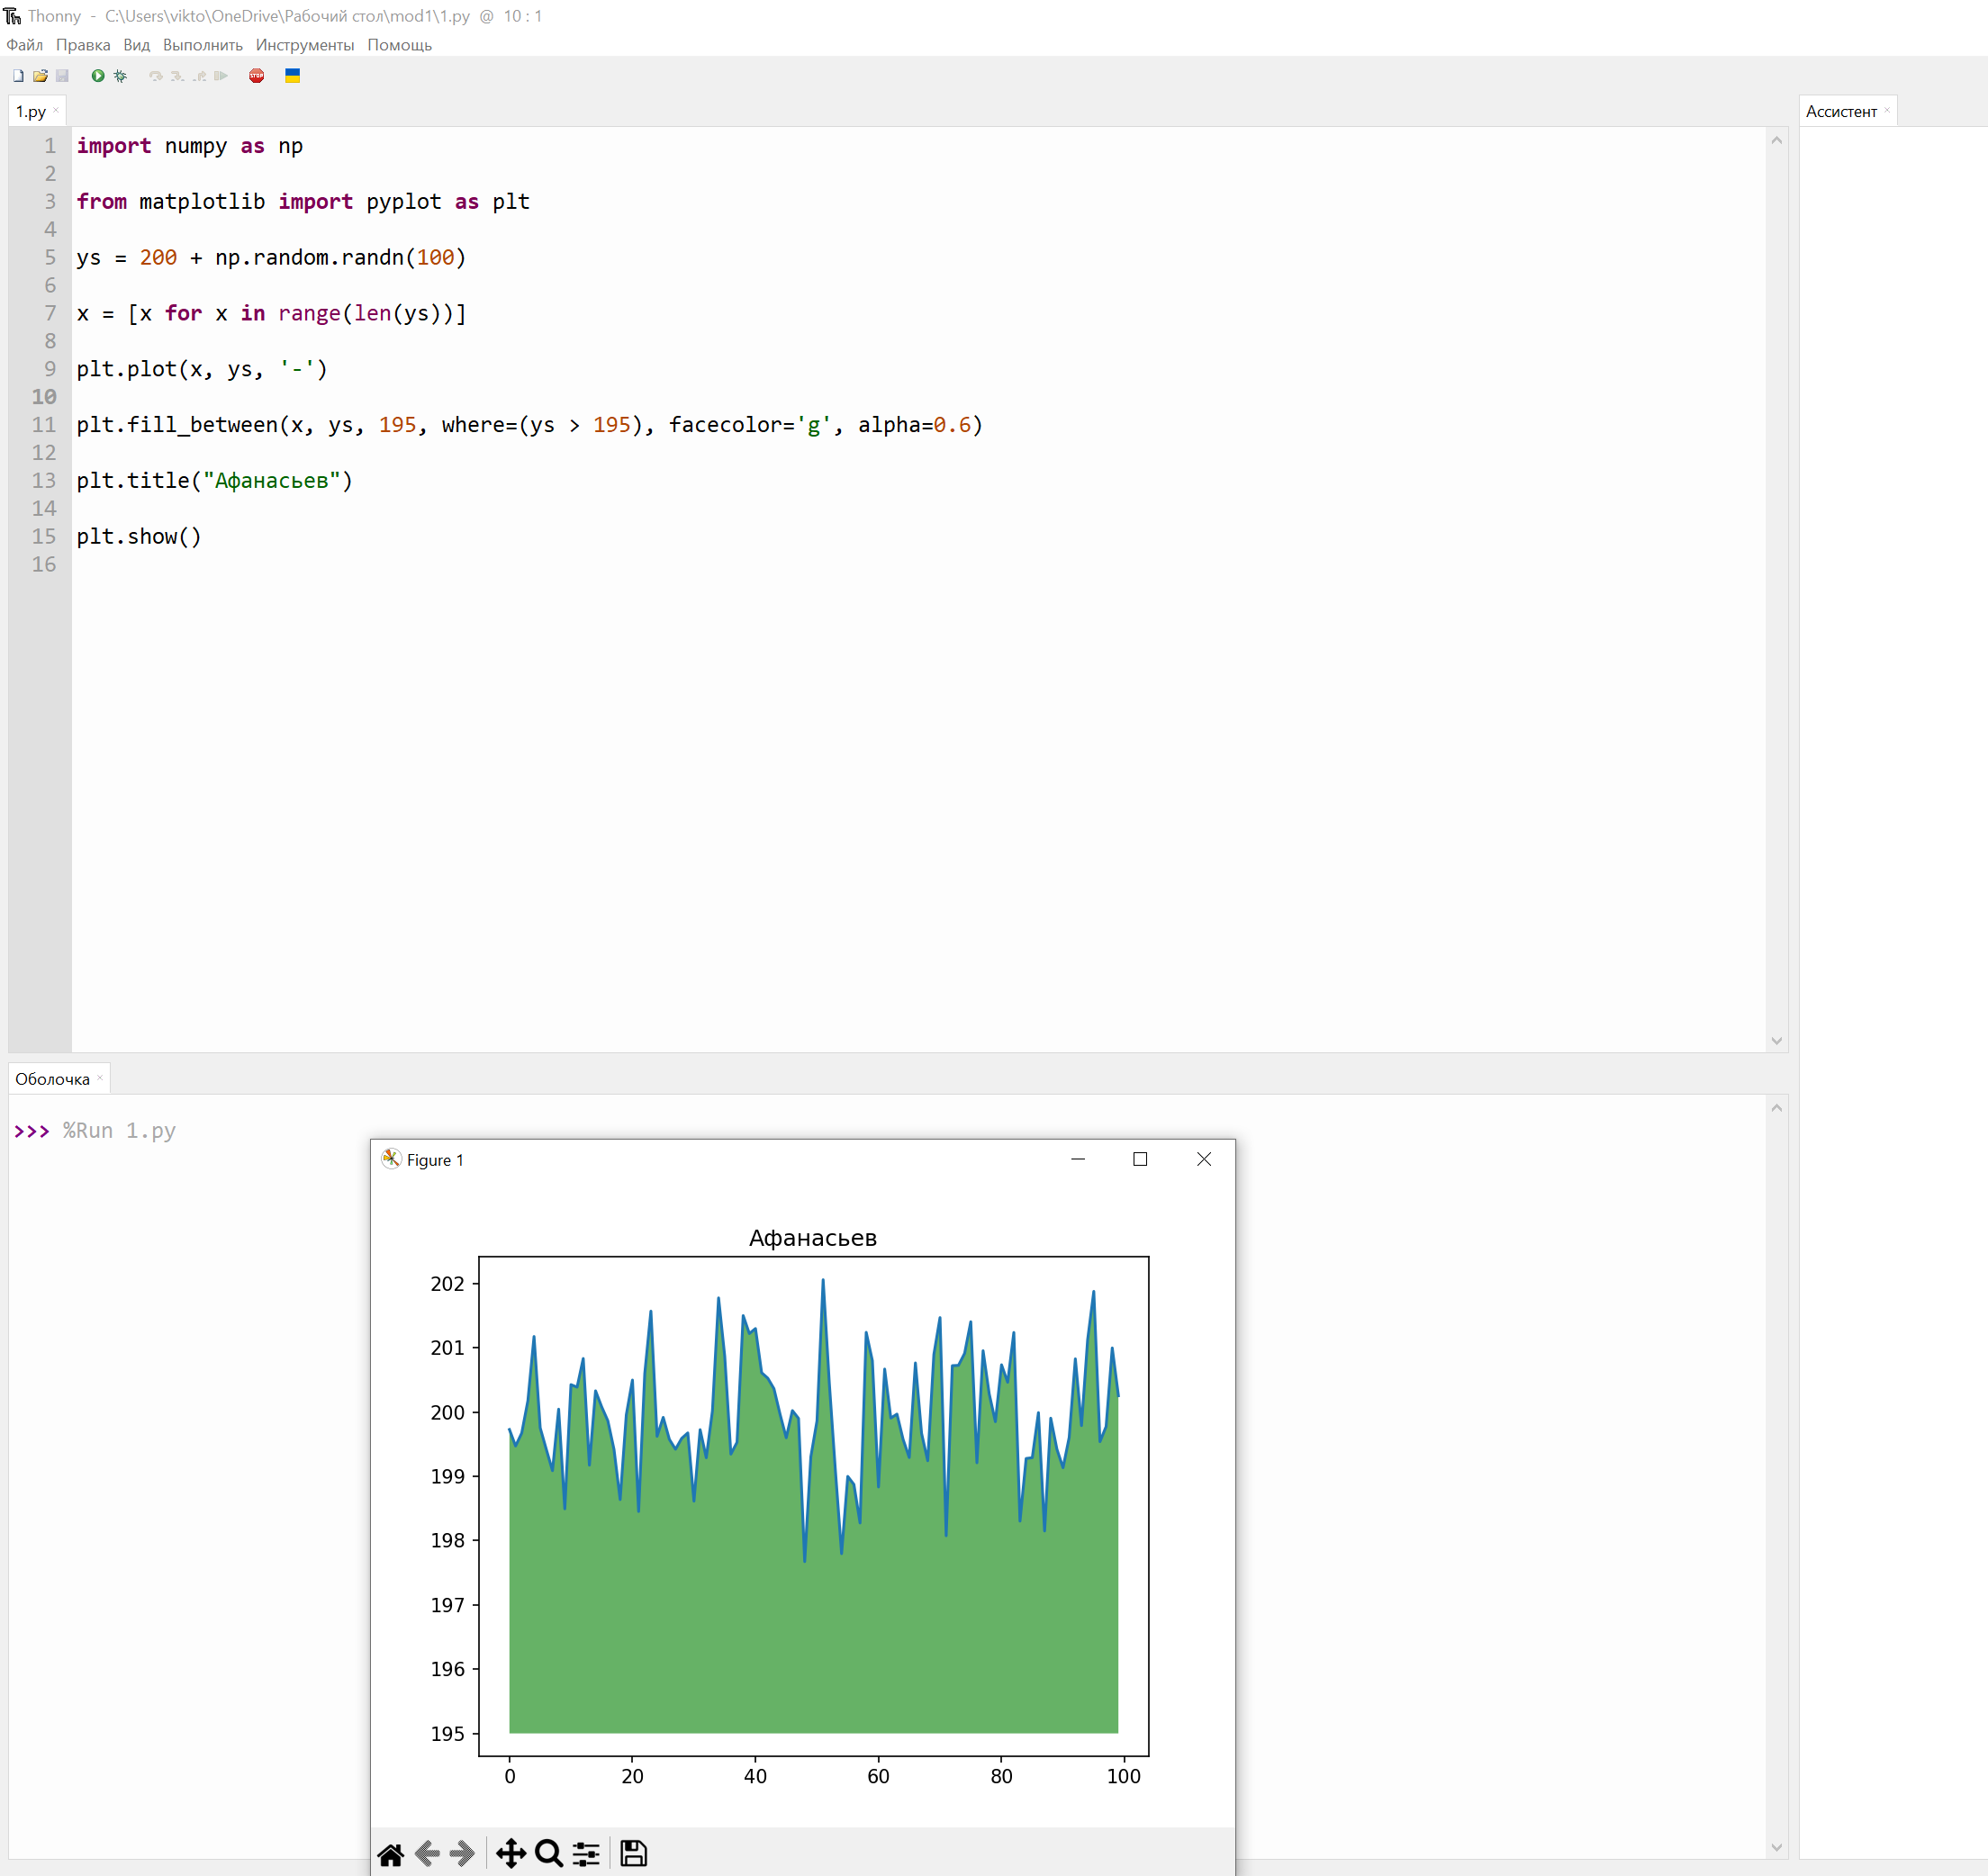 Thonny - C:\Users\vikto\OneDrive\Рабочий стол\mod1\1.py @ 10 : 1
Файл Правка Вид Выполнить Инструменты Помощь
STOP
1.py ×
Ассистент ×
1 import numpy as np
2
3 from matplotlib import pyplot as plt
4
5 ys = 200 + np.random.randn(100)
6
7 x = [x for x in range(len(ys))]
8
9 plt.plot(x, ys, '-')
10
11 plt.fill_between(x, ys, 195, where=(ys > 195), facecolor='g', alpha=0.6)
12
13 plt.title("Афанасьев")
14
15 plt.show()
16
Оболочка ×
>>> %Run 1.py
Figure 1
Афанасьев
202
201
200
199
198
197
196
195
0 20 40 60 80 100